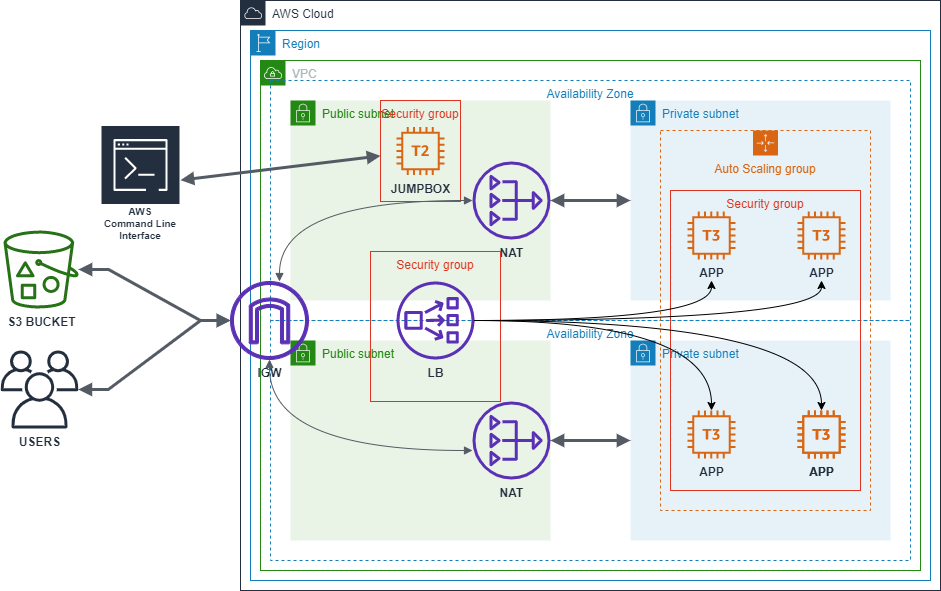 AWS Cloud
Region
VPC
Availability Zone
Public subnet
Security group
Private subnet
T2
JUMPBOX
Auto Scaling group
AWS
Command Line
Interface
NAT
Security group
T3
T3
APP
APP
Security group
S3 BUCKET
IGW
LB
Availability Zone
Public subnet
Private subnet
USERS
NAT
T3
T3
APP
APP